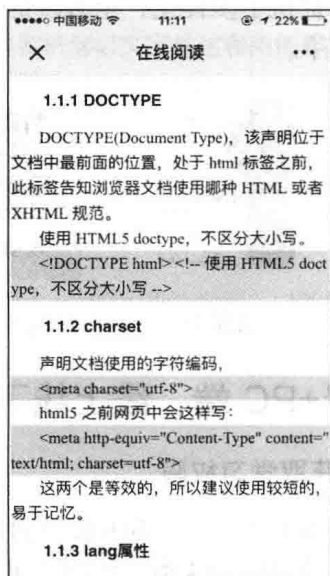 中国移动 11:11 22%
× 在线阅读 •••
1.1.1 DOCTYPE
DOCTYPE(Document Type)，该声明位于
文档中最前面的位置，处于 html 标签之前，
此标签告知浏览器文档使用哪种 HTML 或者
XHTML 规范。
使用 HTML5 doctype，不区分大小写。
<!DOCTYPE html> <!-- 使用 HTML5 doct
ype，不区分大小写 -->
1.1.2 charset
声明文档使用的字符编码，
<meta charset="utf-8">
html5 之前网页中会这样写：
<meta http-equiv="Content-Type" content="
text/html; charset=utf-8">
这两个是等效的，所以建议使用较短的，
易于记忆。
1.1.3 lang属性